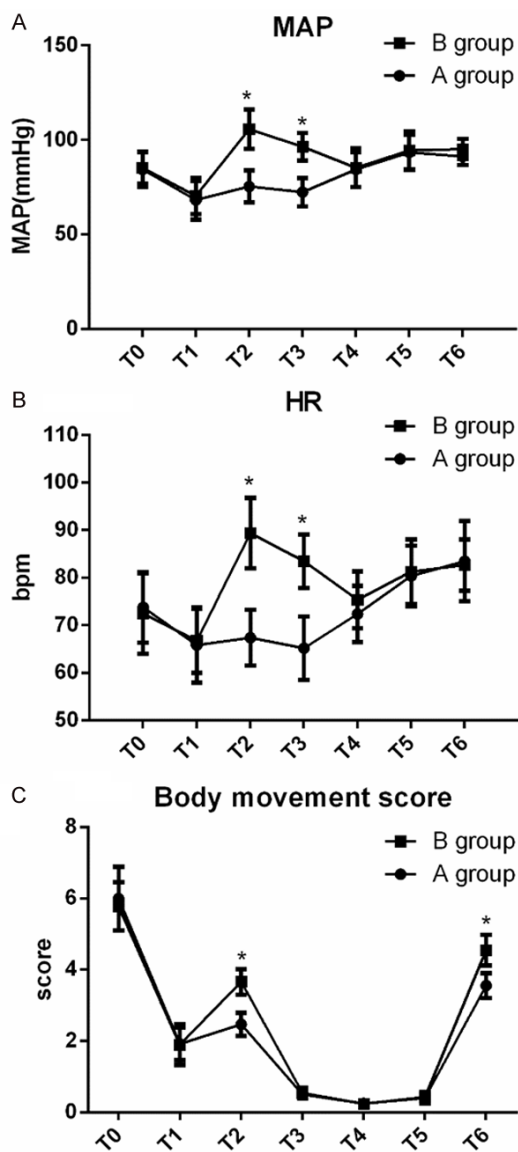 A
MAP
150
B group
A group
*
*
100
MAP(mmHg)
50
0
T0 T1 T2 T3 T4 T5 T6
B
HR
110
B group
A group
100
*
*
90
bpm
80
70
60
50
T0 T1 T2 T3 T4 T5 T6
C
Body movement score
8
B group
A group
6
*
*
score
4
2
0
T0 T1 T2 T3 T4 T5 T6